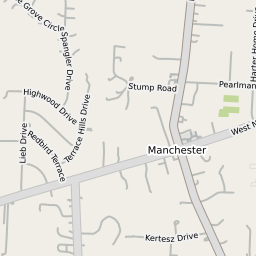 Grove Circle
Spangler Drive
Harter Home Drive
Stump Road
Pearlman
Highwood Drive
Terrace Hills Drive
Lieb Drive
Redbird Terrace
West N
Manchester
Kertesz Drive